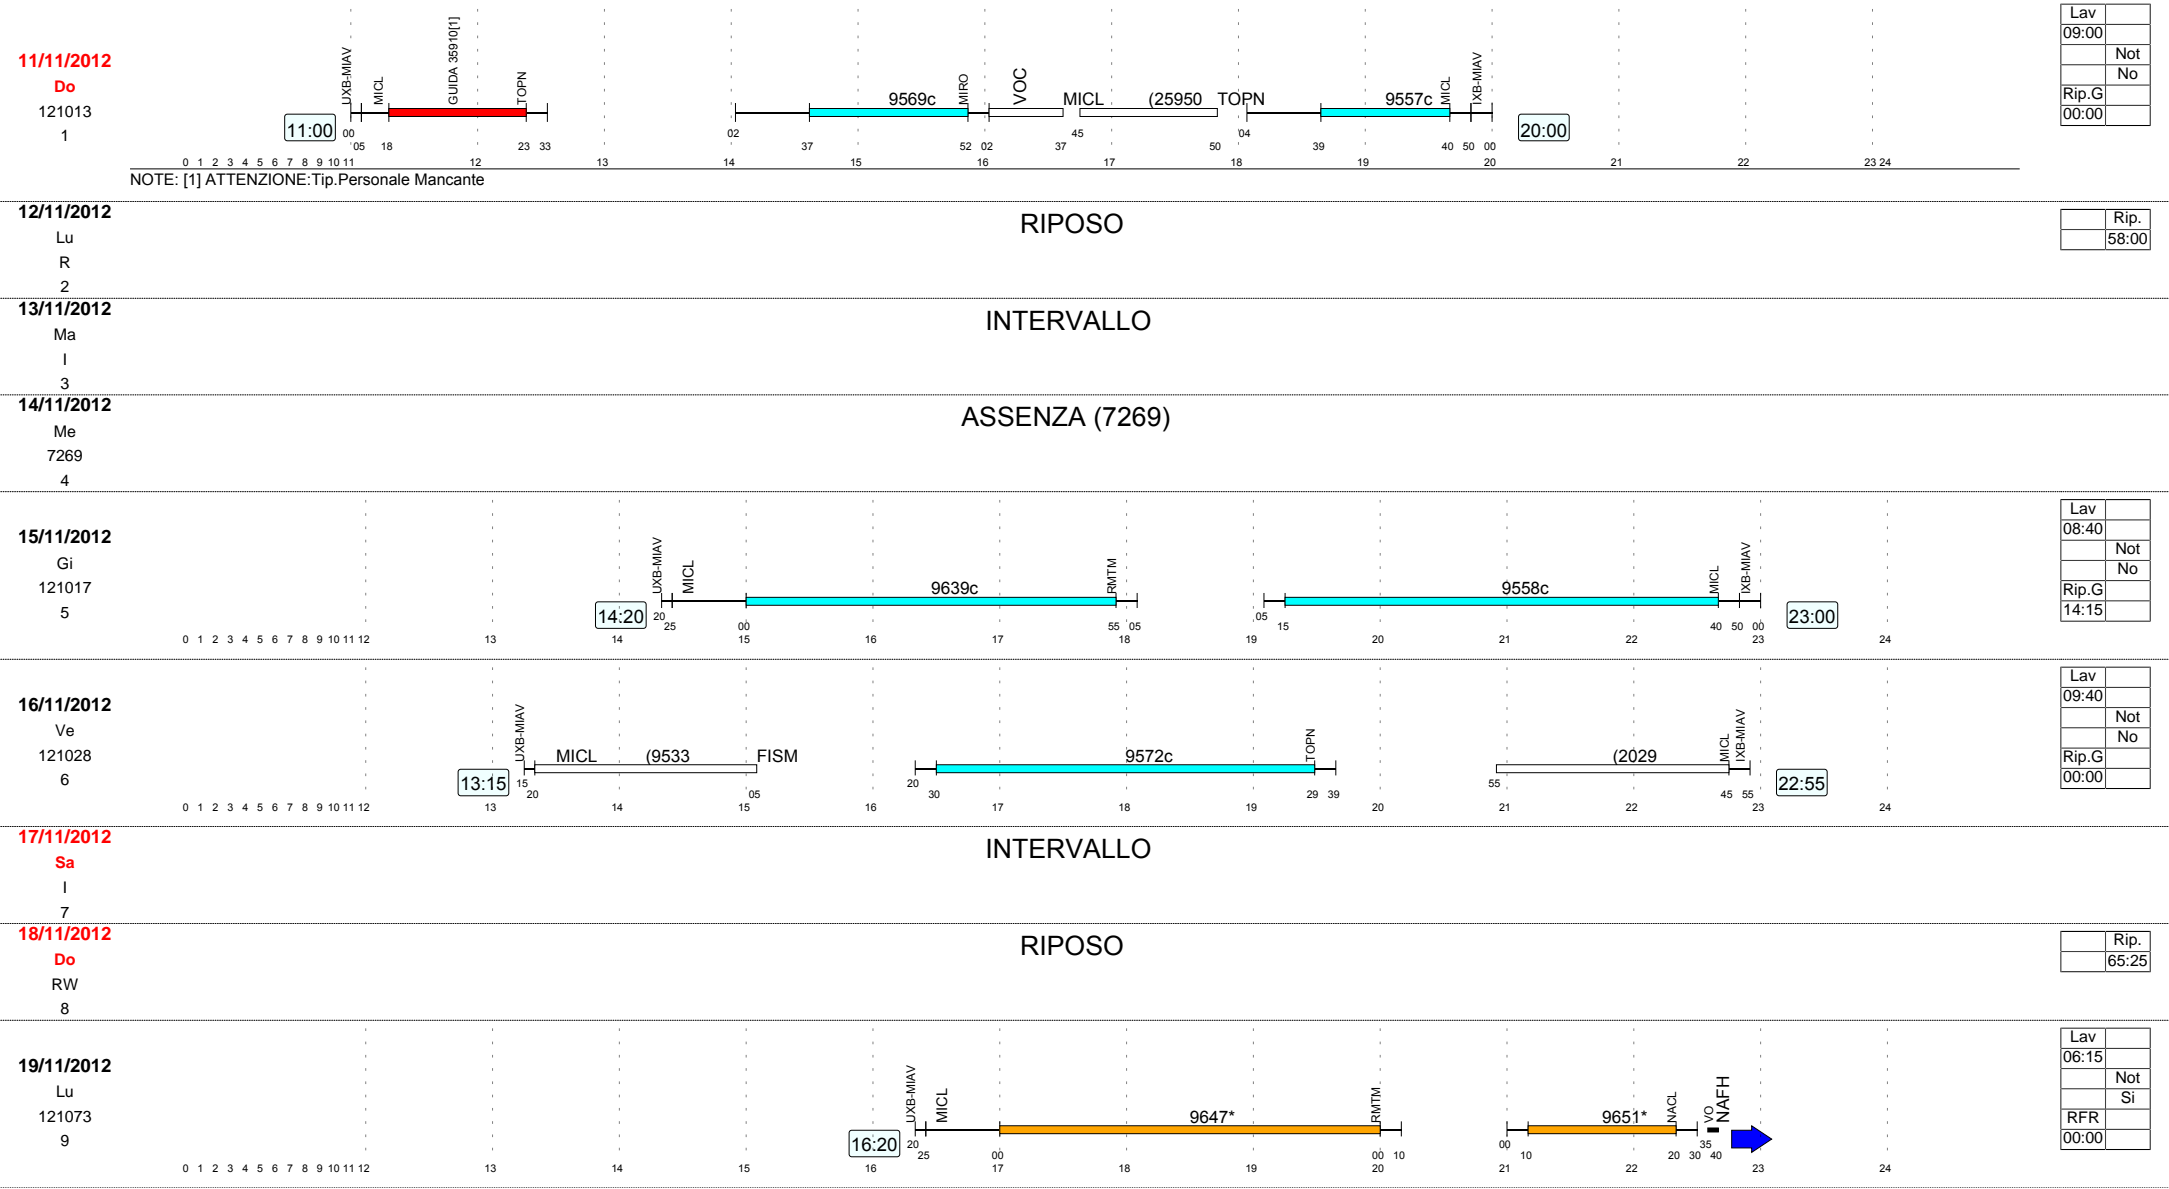 11/11/2012
Do
121013
1
11:00
UXB-MIAV
MICL
GUIDA 35910[1]
TOPN
9569c
MIRO
VOC
MICL
(25950
TOPN
9557c
MICL
IXB-MIAV
20:00
00 05 18 23 33 02 37 52 02 37 45 50 04 39 40 50 00
0 1 2 3 4 5 6 7 8 9 10 11 12 13 14 15 16 17 18 19 20 21 22 23 24
Lav
09:00
Not
No
Rip.G
00:00
NOTE: [1] ATTENZIONE:Tip.Personale Mancante
12/11/2012
Lu
R
2
RIPOSO
Rip.
58:00
13/11/2012
Ma
I
3
INTERVALLO
14/11/2012
Me
7269
4
ASSENZA (7269)
15/11/2012
Gi
121017
5
14:20
UXB-MIAV
MICL
9639c
RMTM
9558c
MICL
IXB-MIAV
23:00
20 25 00 55 05 05 15 40 50 00
0 1 2 3 4 5 6 7 8 9 10 11 12 13 14 15 16 17 18 19 20 21 22 23 24
Lav
08:40
Not
No
Rip.G
14:15
16/11/2012
Ve
121028
6
13:15
UXB-MIAV
MICL
(9533
FISM
9572c
TOPN
(2029
MICL
IXB-MIAV
22:55
15 20 05 20 30 29 39 55 45 55
0 1 2 3 4 5 6 7 8 9 10 11 12 13 14 15 16 17 18 19 20 21 22 23 24
Lav
09:40
Not
No
Rip.G
00:00
17/11/2012
Sa
I
7
INTERVALLO
18/11/2012
Do
RW
8
RIPOSO
Rip.
65:25
19/11/2012
Lu
121073
9
16:20
UXB-MIAV
MICL
9647*
RMTM
9651*
NACL
VO
NAFH
20 25 00 00 10 00 10 20 30 35 40
0 1 2 3 4 5 6 7 8 9 10 11 12 13 14 15 16 17 18 19 20 21 22 23 24
Lav
06:15
Not
Si
RFR
00:00